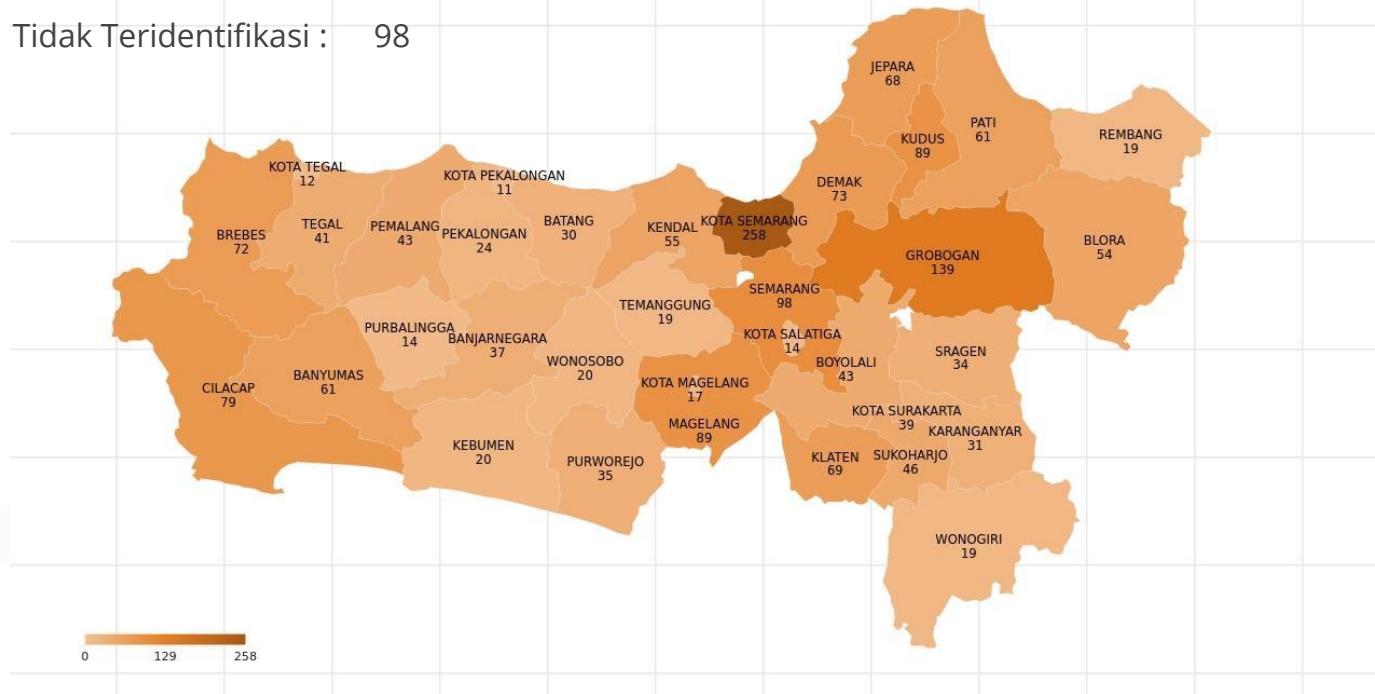 Tidak Teridentifikasi : 98
JEPARA
68
PATI
61
KUDUS
89
REMBANG
19
KOTA TEGAL
12
KOTA PEKALONGAN
11
DEMAK
73
BREBES
72
TEGAL
41
PEMALANG
43
PEKALONGAN
24
BATANG
30
KENDAL
55
KOTA SEMARANG
258
GROBOGAN
139
BLORA
54
SEMARANG
98
TEMANGGUNG
19
PURBALINGGA
14
BANJARNEGARA
37
KOTA SALATIGA
14
WONOSOBO
20
BOYOLALI
43
SRAGEN
34
CILACAP
79
BANYUMAS
61
KOTA MAGELANG
17
MAGELANG
89
KOTA SURAKARTA
39
KARANGANYAR
31
KEBUMEN
20
PURWOREJO
35
KLATEN
69
SUKOHARJO
46
WONOGIRI
19
0 129 258